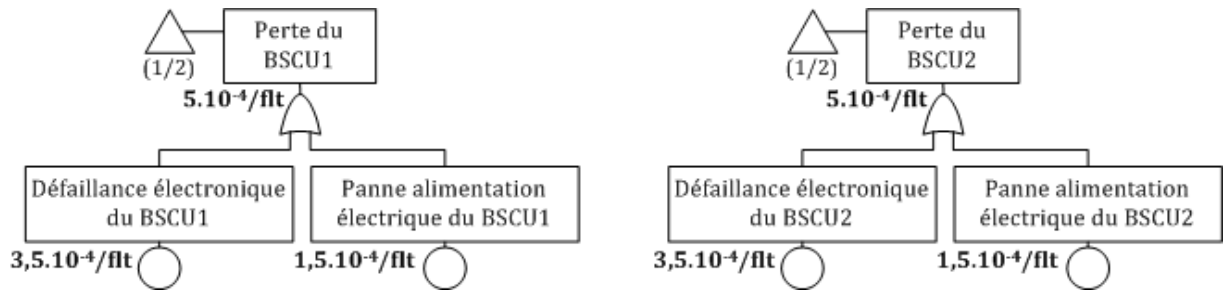 Perte du
BSCU1
(1/2)
5.10⁻⁴/flt
Défaillance électronique
du BSCU1
Panne alimentation
électrique du BSCU1
3,5.10⁻⁴/flt
1,5.10⁻⁴/flt
Perte du
BSCU2
(1/2)
5.10⁻⁴/flt
Défaillance électronique
du BSCU2
Panne alimentation
électrique du BSCU2
3,5.10⁻⁴/flt
1,5.10⁻⁴/flt